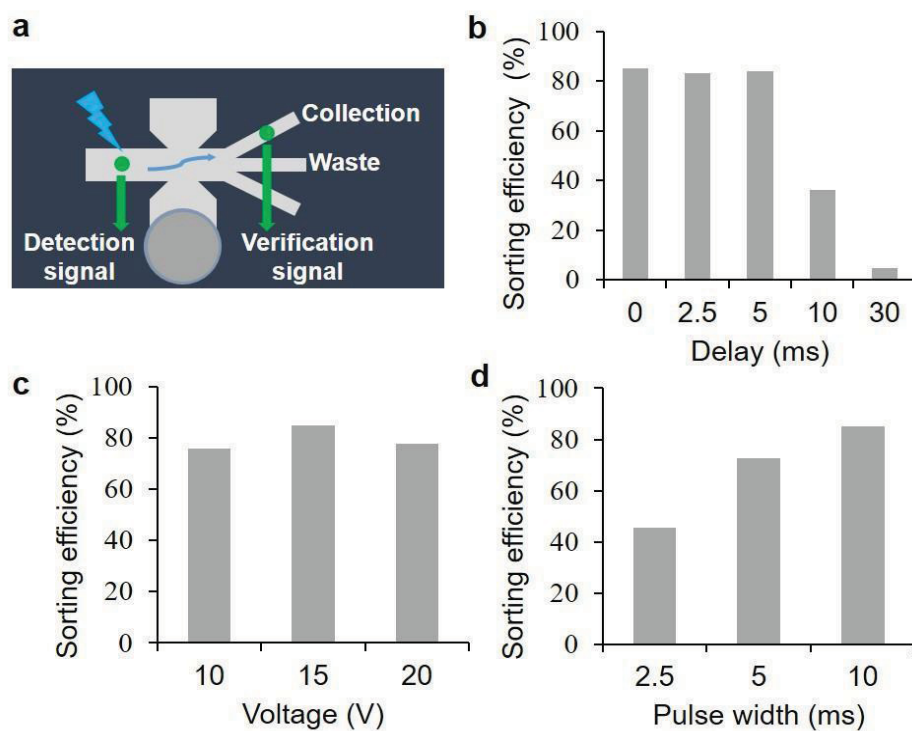 a
Collection
Waste
Detection signal
Verification signal
b
Sorting efficiency (%)
100
80
60
40
20
0
0 2.5 5 10 30
Delay (ms)
c
Sorting efficiency (%)
100
80
60
40
20
0
10 15 20
Voltage (V)
d
Sorting efficiency (%)
100
80
60
40
20
0
2.5 5 10
Pulse width (ms)